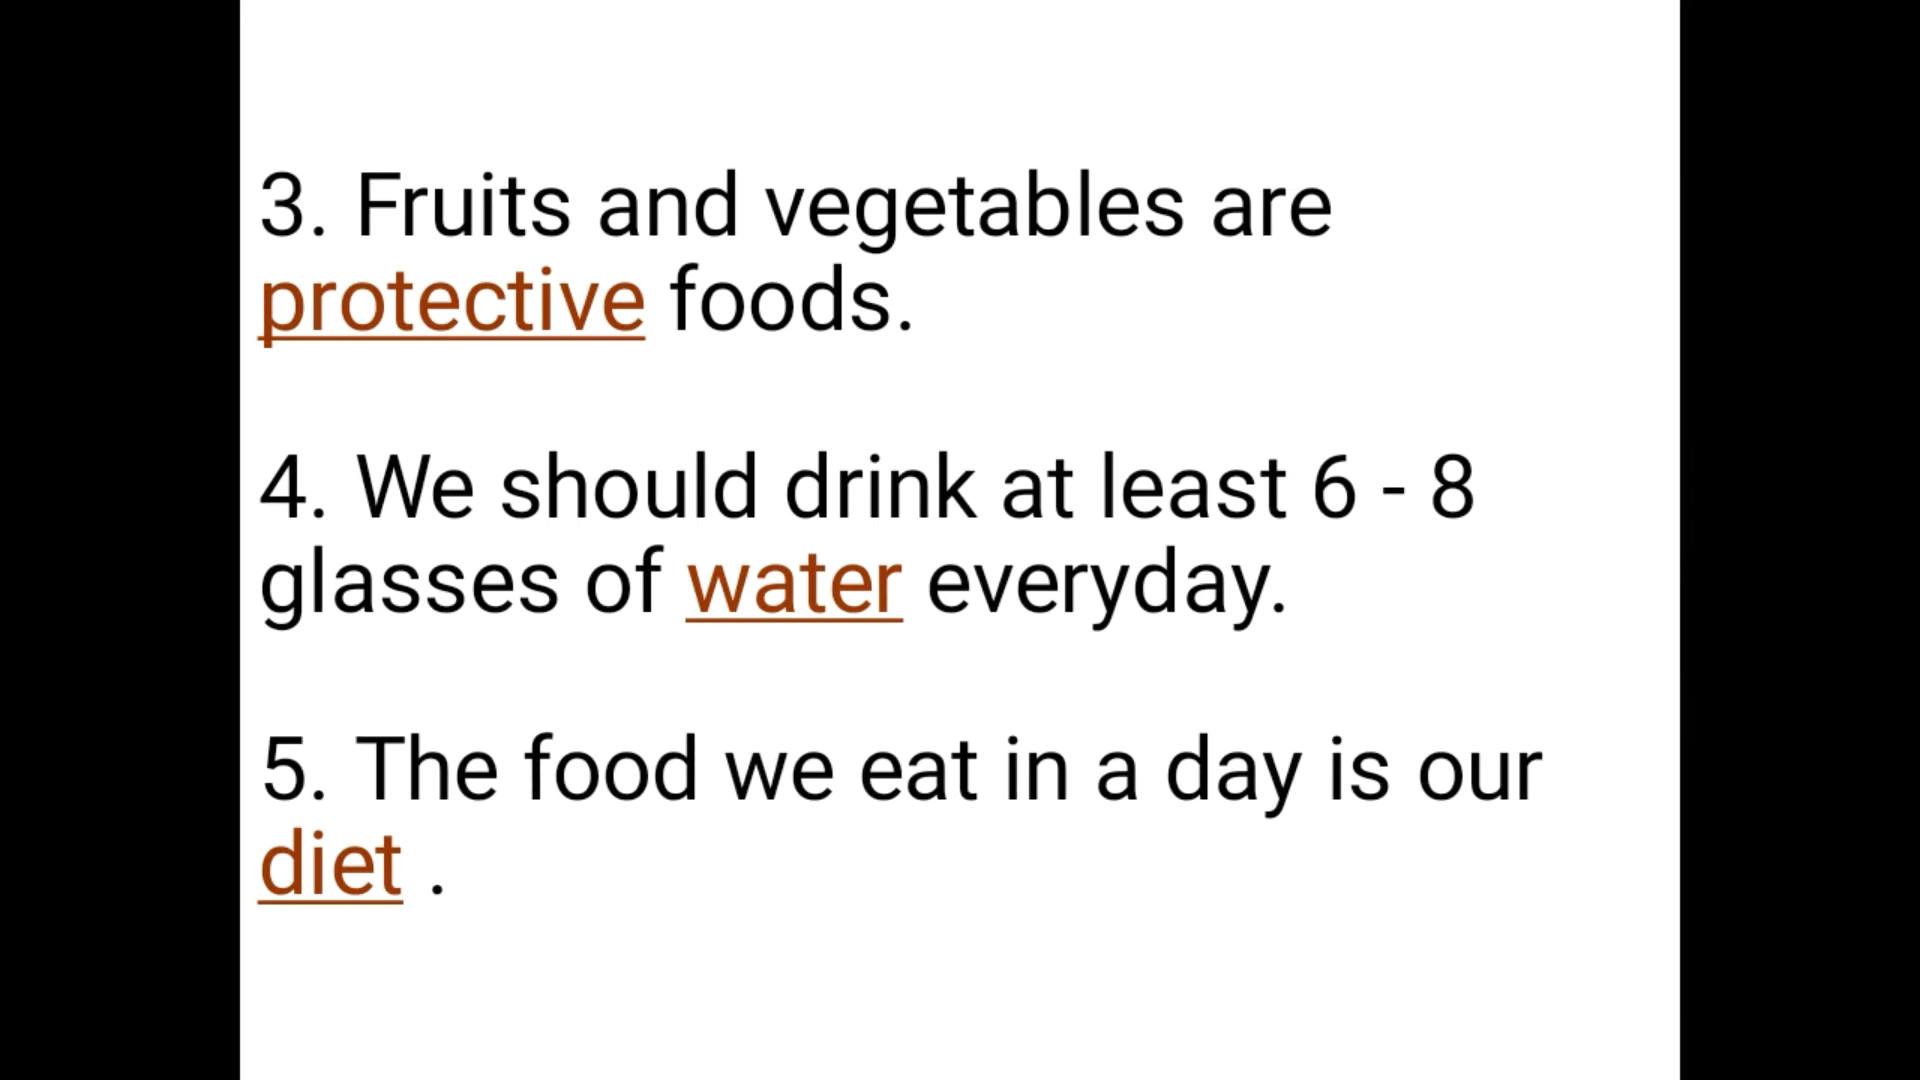 3. Fruits and vegetables are
protective foods.
4. We should drink at least 6 - 8
glasses of water everyday.
5. The food we eat in a day is our
diet .